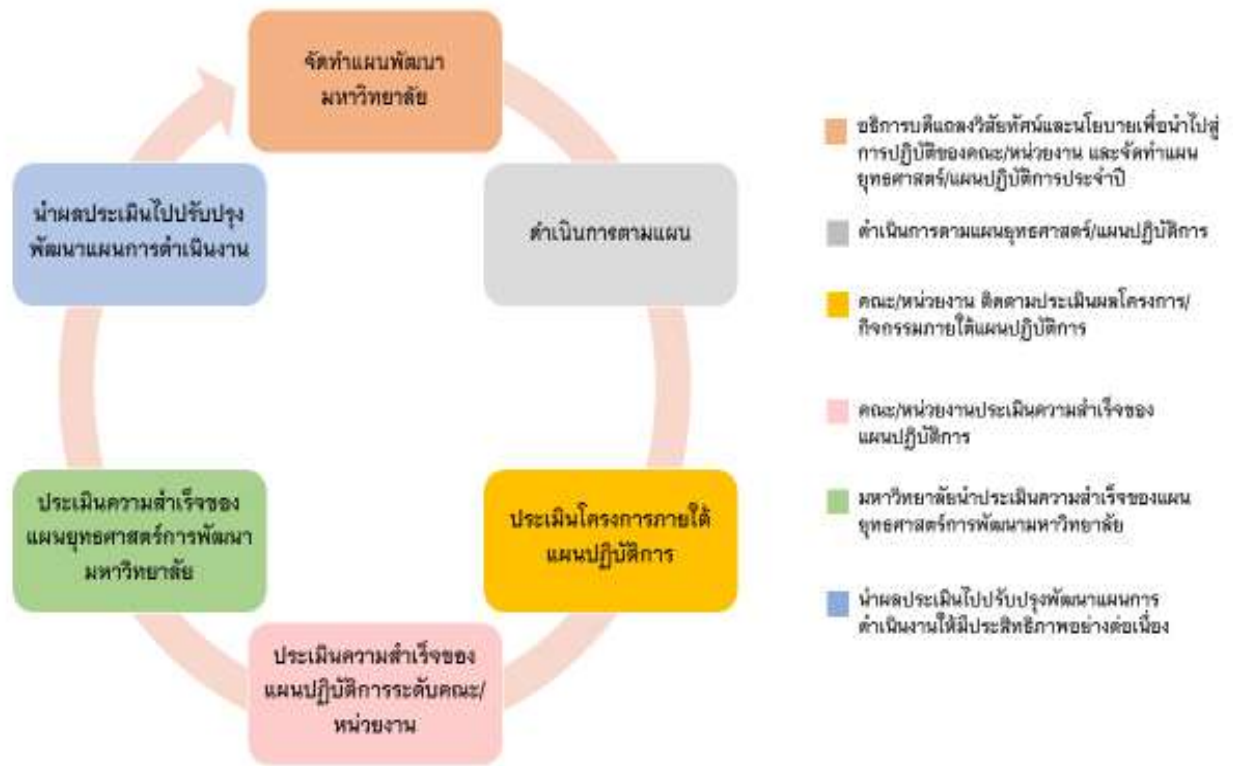 จัดทำแผนพัฒนา
มหาวิทยาลัย
ดำเนินการตามแผน
ประเมินโครงการภายใต้
แผนปฏิบัติการ
ประเมินความสำเร็จของ
แผนปฏิบัติการระดับคณะ/
หน่วยงาน
ประเมินความสำเร็จของ
แผนยุทธศาสตร์การพัฒนา
มหาวิทยาลัย
นำผลประเมินไปปรับปรุง
พัฒนาแผนการดำเนินงาน
อธิการบดีแถลงวิสัยทัศน์และนโยบายเพื่อนำไปสู่
การปฏิบัติของคณะ/หน่วยงาน และจัดทำแผน
ยุทธศาสตร์/แผนปฏิบัติการประจำปี
ดำเนินการตามแผนยุทธศาสตร์/แผนปฏิบัติการ
คณะ/หน่วยงาน ติดตามประเมินผลโครงการ/
กิจกรรมภายใต้แผนปฏิบัติการ
คณะ/หน่วยงานประเมินความสำเร็จของ
แผนปฏิบัติการ
มหาวิทยาลัยนำประเมินความสำเร็จของแผน
ยุทธศาสตร์การพัฒนามหาวิทยาลัย
นำผลประเมินไปปรับปรุงพัฒนาแผนการ
ดำเนินงานให้มีประสิทธิภาพอย่างต่อเนื่อง